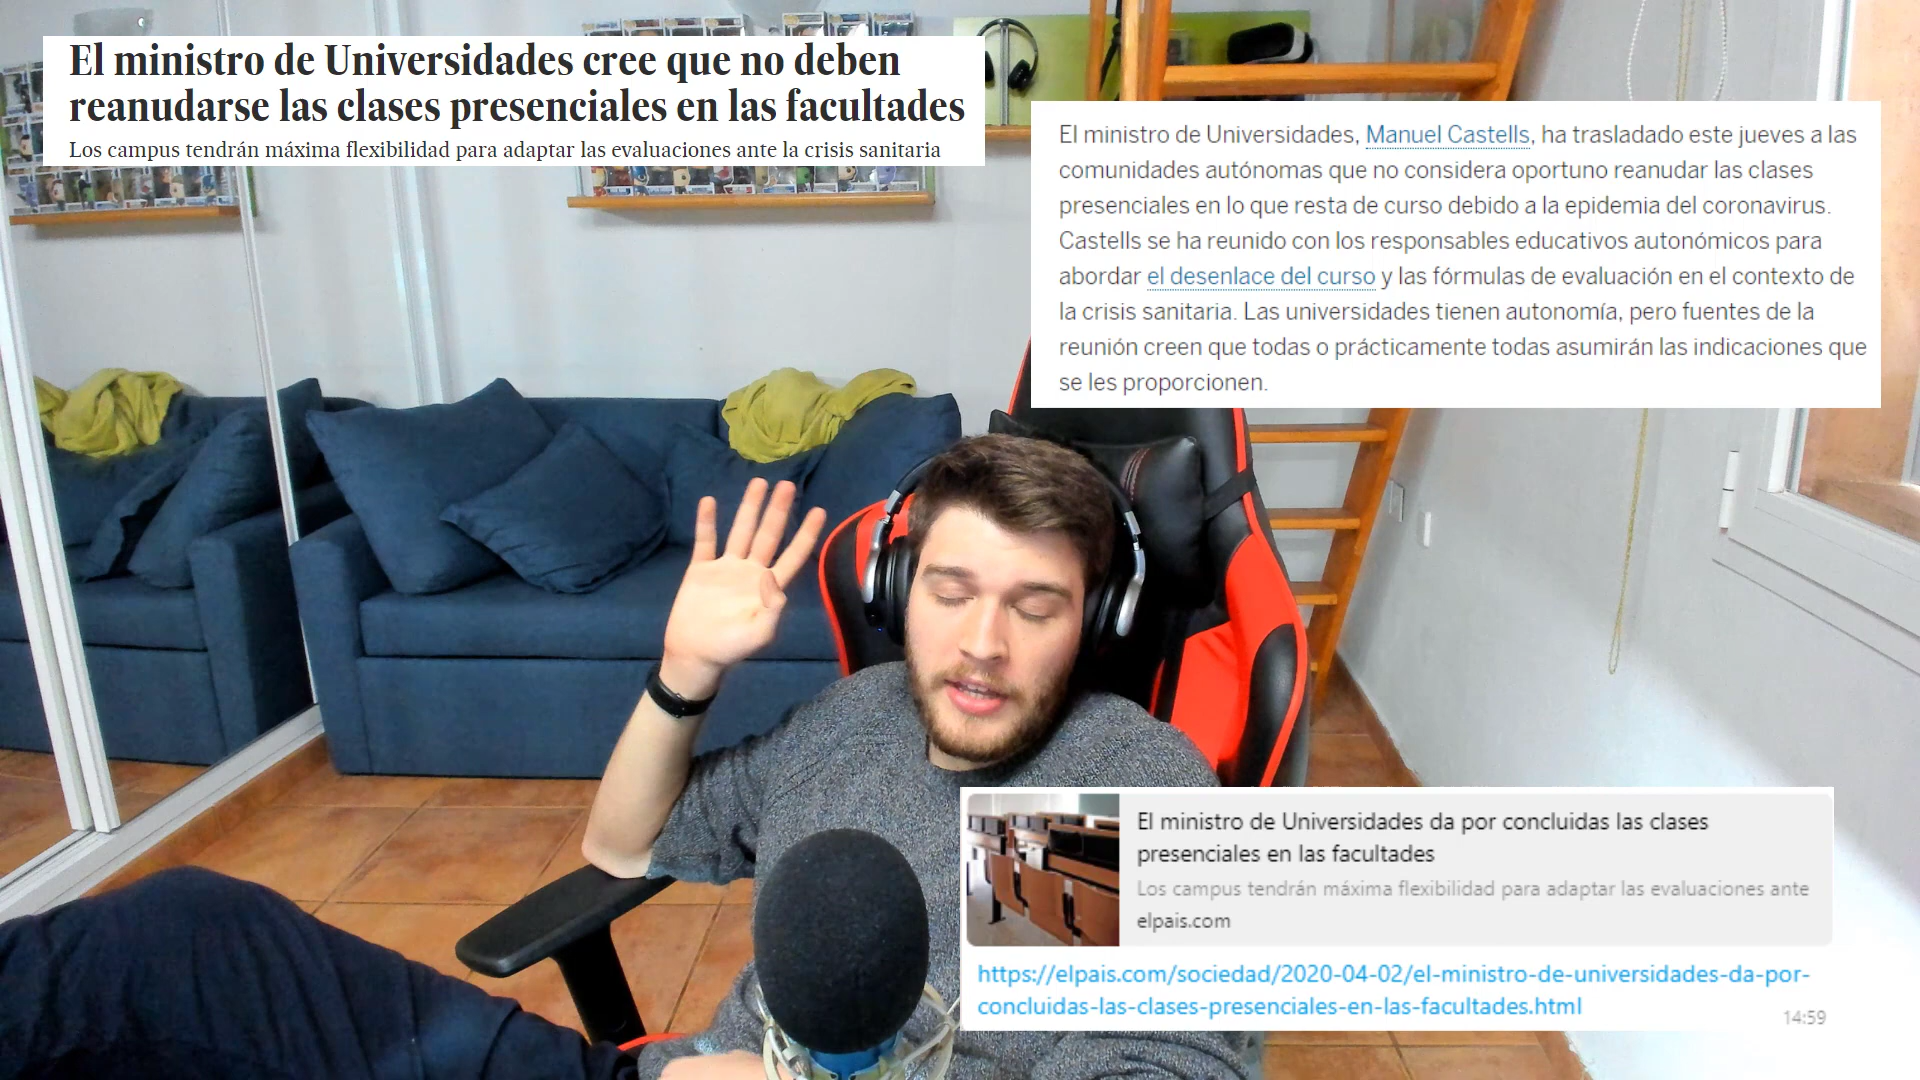 El ministro de Universidades cree que no deben
reanudarse las clases presenciales en las facultades
Los campus tendrán máxima flexibilidad para adaptar las evaluaciones ante la crisis sanitaria
El ministro de Universidades, Manuel Castells, ha trasladado este jueves a las
comunidades autónomas que no considera oportuno reanudar las clases
presenciales en lo que resta de curso debido a la epidemia del coronavirus.
Castells se ha reunido con los responsables educativos autonómicos para
abordar el desenlace del curso y las fórmulas de evaluación en el contexto de
la crisis sanitaria. Las universidades tienen autonomía, pero fuentes de la
reunión creen que todas o prácticamente todas asumirán las indicaciones que
se les proporcionen.
El ministro de Universidades da por concluidas las clases
presenciales en las facultades
Los campus tendrán máxima flexibilidad para adaptar las evaluaciones ante
elpais.com
https://elpais.com/sociedad/2020-04-02/el-ministro-de-universidades-da-por-
concluidas-las-clases-presenciales-en-las-facultades.html
14:59